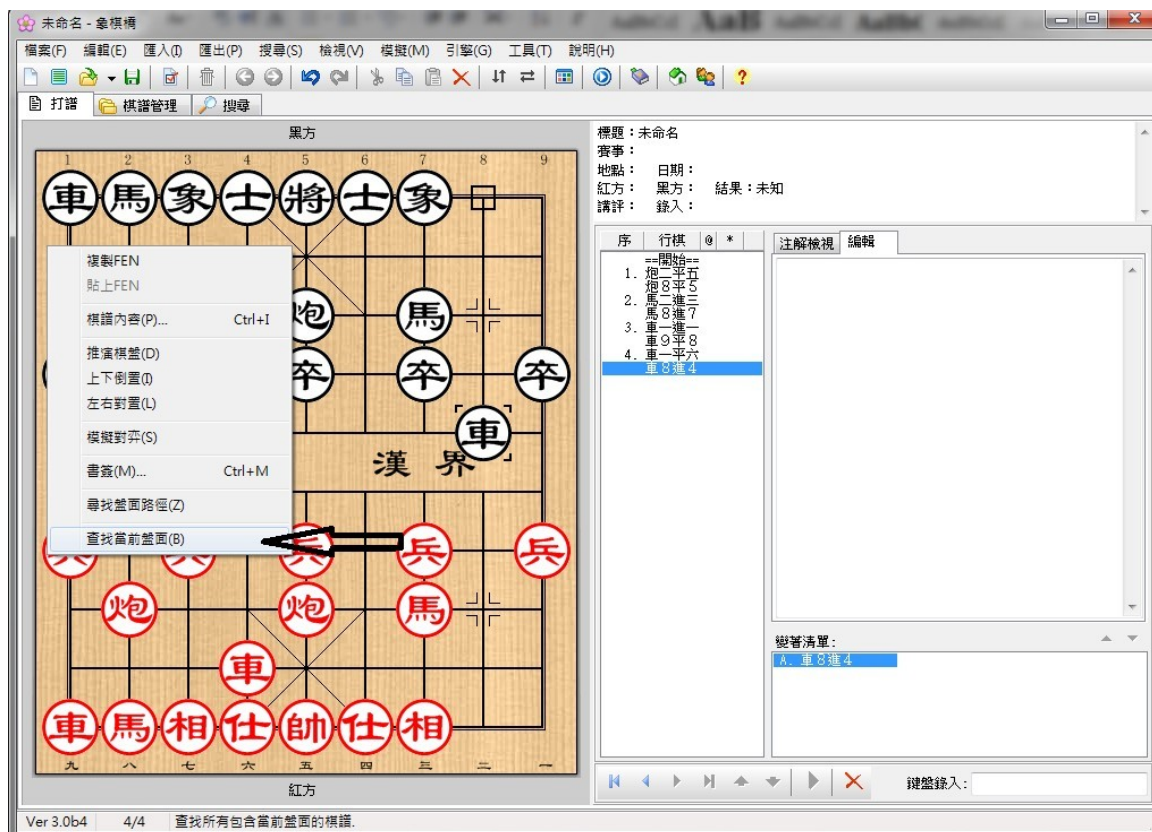 未命名 - 象棋橋
檔案(F) 編輯(E) 匯入(I) 匯出(P) 搜尋(S) 檢視(V) 模擬(M) 引擎(G) 工具(T) 說明(H)
打譜 棋譜管理 搜尋
黑方
1 2 3 4 5 6 7 8 9
車 馬 象 士 將 士 象
複製FEN
貼上FEN
棋譜內容(P)... Ctrl+I
推演棋盤(D)
上下倒置(I)
左右對置(L)
模擬對弈(S)
書簽(M)... Ctrl+M
尋找盤面路徑(Z)
查找當前盤面(B)
炮 馬
卒 卒 卒
車
漢 界
兵 兵 兵 兵 兵
炮 炮 馬
車
車 馬 相 仕 帥 仕 相
九 八 七 六 五 四 三 二 一
紅方
標題：未命名
賽事：
地點： 日期：
紅方： 黑方： 結果：未知
講評： 錄入：
序 行棋 @ *
==開始==
1. 炮二平五
炮8平5
2. 馬二進三
馬8進7
3. 車一進一
車9平8
4. 車一平六
車8進4
注解檢視 編輯
變著清單:
A. 車8進4
鍵盤錄入:
Ver 3.0b4 4/4 查找所有包含當前盤面的棋譜.